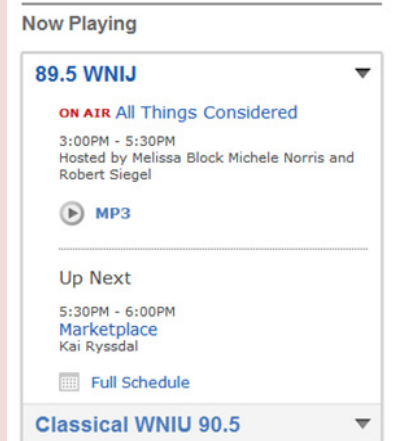 Now Playing
89.5 WNIJ
ON AIR All Things Considered
3:00PM - 5:30PM
Hosted by Melissa Block Michele Norris and
Robert Siegel
MP3
Up Next
5:30PM - 6:00PM
Marketplace
Kai Ryssdal
Full Schedule
Classical WNIU 90.5